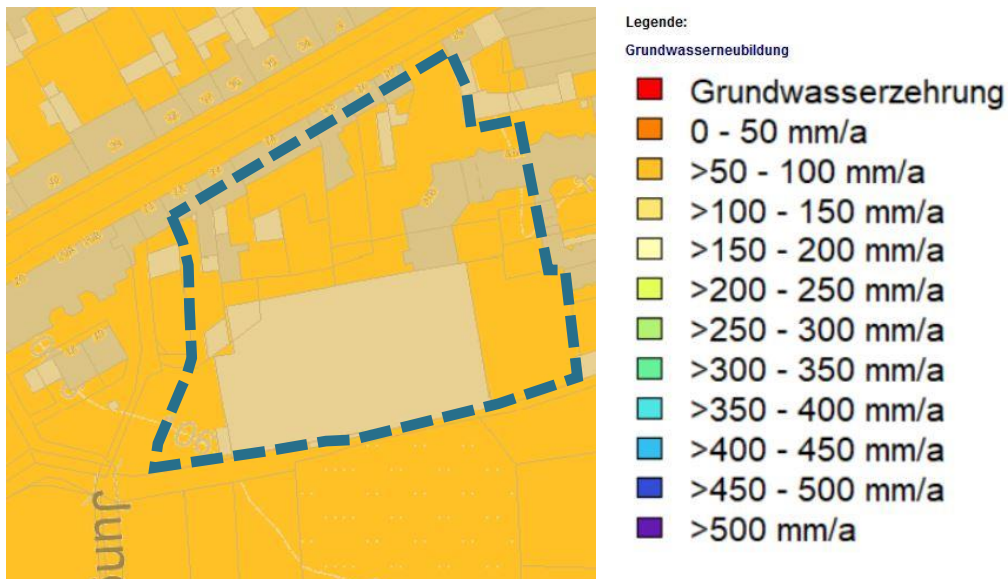 Legende:
Grundwasserneubildung
Grundwasserzehrung
0 - 50 mm/a
>50 - 100 mm/a
>100 - 150 mm/a
>150 - 200 mm/a
>200 - 250 mm/a
>250 - 300 mm/a
>300 - 350 mm/a
>350 - 400 mm/a
>400 - 450 mm/a
>450 - 500 mm/a
>500 mm/a